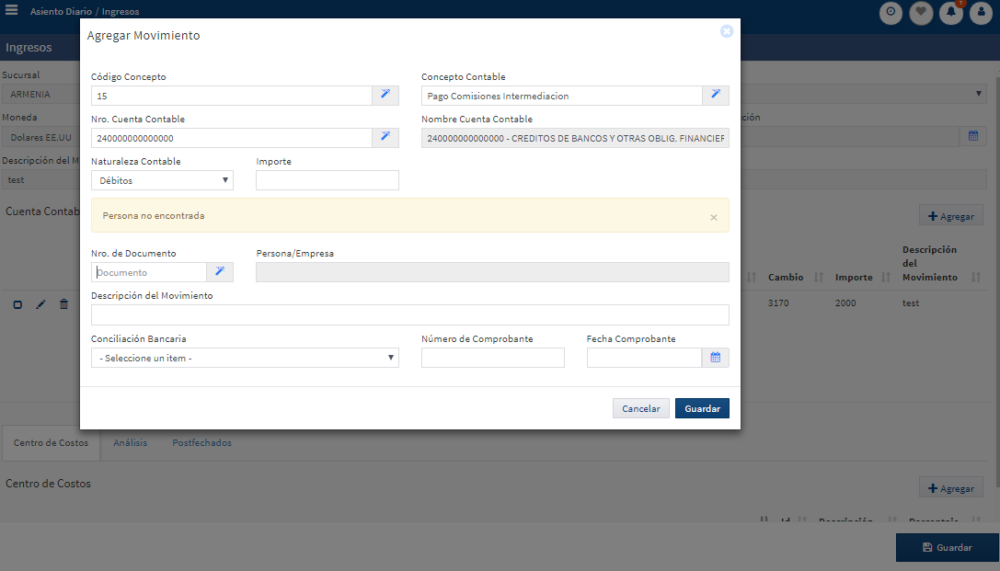 Asiento Diario / Ingresos
7
Ingresos
Agregar Movimiento
Sucursal
ARMENIA
Moneda
Dolares EE.UU
ción
Descripción del M
test
Código Concepto
Concepto Contable
15
Pago Comisiones Intermediacion
Nro. Cuenta Contable
Nombre Cuenta Contable
240000000000000
240000000000000 - CREDITOS DE BANCOS Y OTRAS OBLIG. FINANCIER
Naturaleza Contable
Importe
Débitos
Persona no encontrada
×
Nro. de Documento
Persona/Empresa
Documento
Descripción del Movimiento
Conciliación Bancaria
Número de Comprobante
Fecha Comprobante
- Seleccione un item -
Cancelar
Guardar
Cuenta Contab
Agregar
Cambio
Importe
Descripción
del
Movimiento
3170
2000
test
Centro de Costos
Análisis
Postfechados
Centro de Costos
Agregar
Id
Descripción
Porcentaje
Guardar